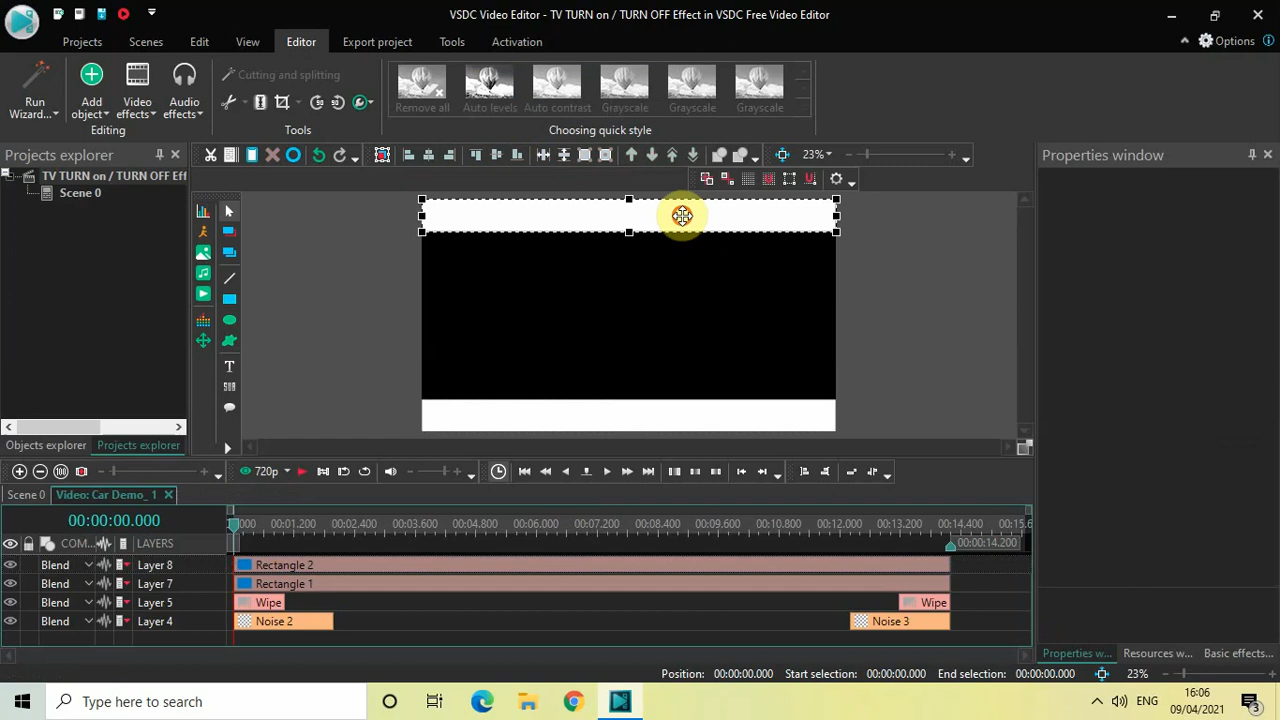 VSDC Video Editor - TV TURN on / TURN OFF Effect in VSDC Free Video Editor
Projects Scenes Edit View Editor Export project Tools Activation Options
Run Wizard... Add object Video effects Audio effects
Cutting and splitting
Remove all Auto levels Auto contrast Grayscale Grayscale Grayscale
Editing Tools Choosing quick style
Projects explorer 23% Properties window
TV TURN on / TURN OFF Eff
Scene 0
T
SUB
Objects explorer Projects explorer
720p
Scene 0 Video: Car Demo_ 1
00:00:00.000
000 00:01.200 00:02.400 00:03.600 00:04.800 00:06.000 00:07.200 00:08.400 00:09.600 00:10.800 00:12.000 00:13.200 00:14.400 00:15.6
COM... LAYERS 00:00:14.200
Blend Layer 8 Rectangle 2
Blend Layer 7 Rectangle 1
Blend Layer 5 Wipe Wipe
Blend Layer 4 Noise 2 Noise 3
Properties w... Resources w... Basic effects...
Position: 00:00:00.000 Start selection: 00:00:00.000 End selection: 00:00:00.000 23%
Type here to search ENG 16:06
09/04/2021 3